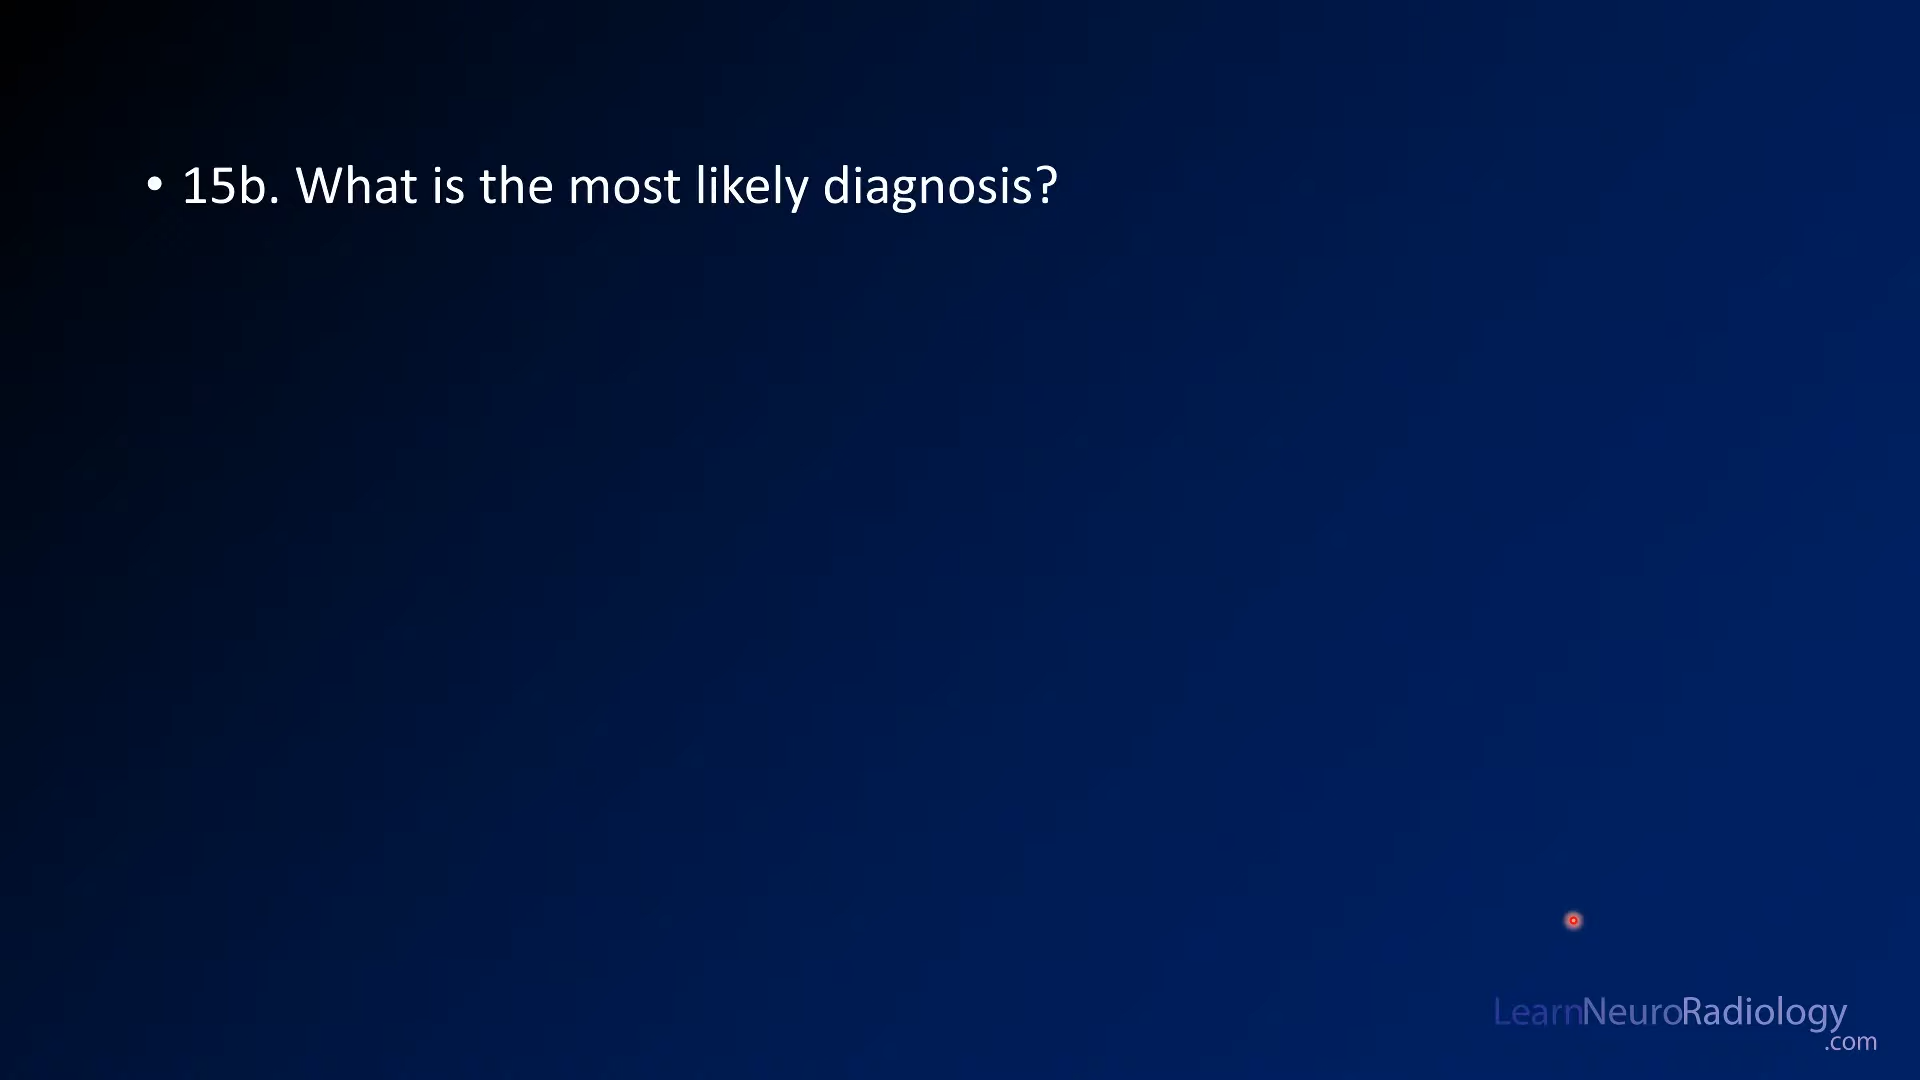 • 15b. What is the most likely diagnosis?
LearnNeuroRadiology
.com